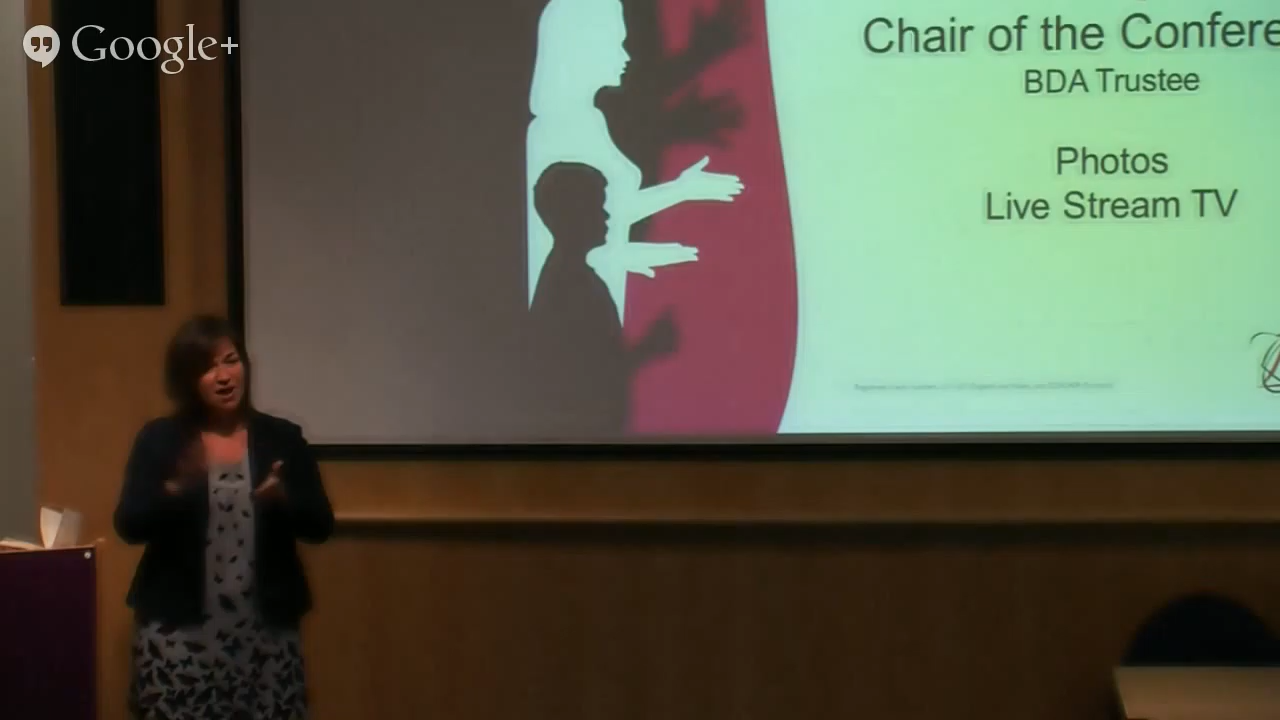 Google+
Chair of the Confere
BDA Trustee
Photos
Live Stream TV